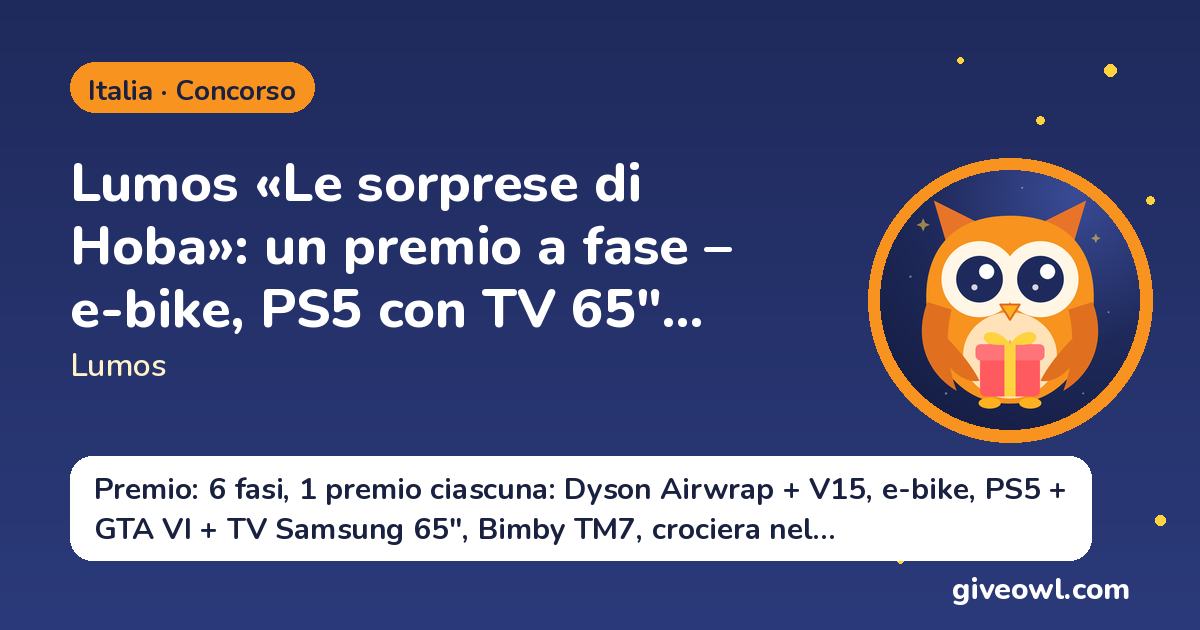 Italia · Concorso
Lumos «Le sorprese di
Hoba»: un premio a fase –
e-bike, PS5 con TV 65"...
Lumos
Premio: 6 fasi, 1 premio ciascuna: Dyson Airwrap + V15, e-bike, PS5 +
GTA VI + TV Samsung 65", Bimby TM7, crociera nel...
giveowl.com